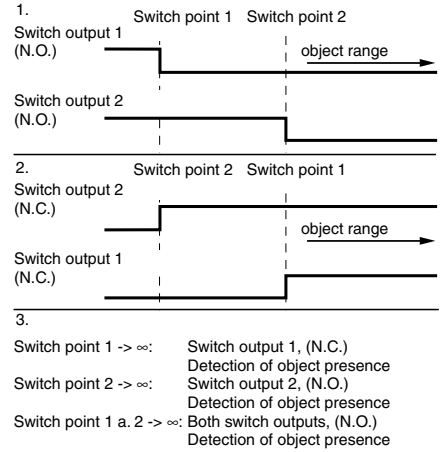 1.
Switch point 1 Switch point 2
Switch output 1
(N.O.)
object range
Switch output 2
(N.O.)
2.
Switch point 2 Switch point 1
Switch output 2
(N.C.)
object range
Switch output 1
(N.C.)
3.
Switch point 1 -> ∞: Switch output 1, (N.C.)
Detection of object presence
Switch point 2 -> ∞: Switch output 2, (N.O.)
Detection of object presence
Switch point 1 a. 2 -> ∞: Both switch outputs, (N.O.)
Detection of object presence